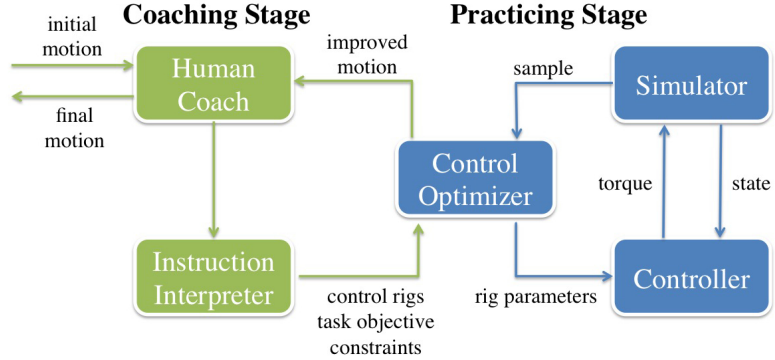 Coaching Stage
Practicing Stage
initial
motion
final
motion
Human
Coach
improved
motion
sample
Simulator
Control
Optimizer
torque
state
Instruction
Interpreter
control rigs
task objective
constraints
rig parameters
Controller